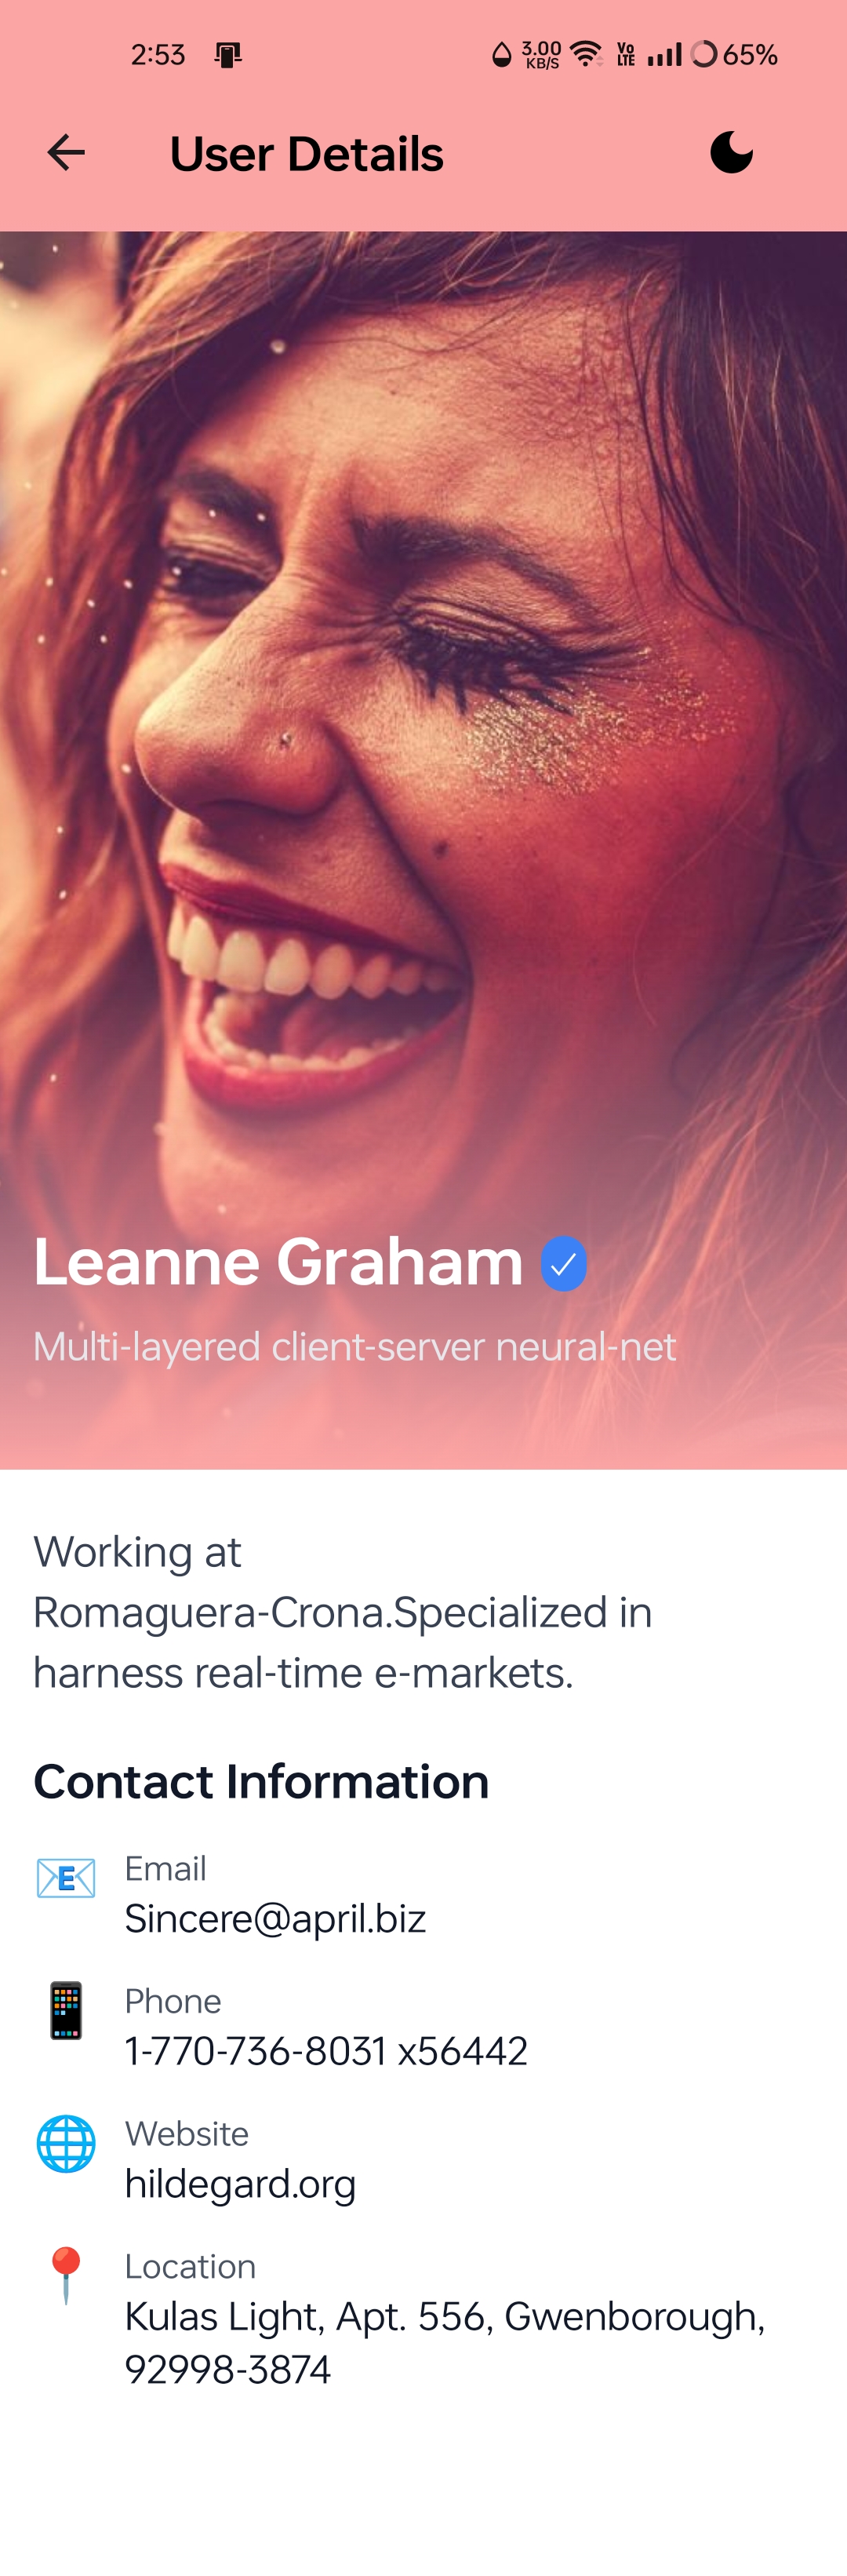 2:53
3.00
KB/S
Vo
LTE
65%
User Details
Leanne Graham
Multi-layered client-server neural-net
Working at
Romaguera-Crona.Specialized in
harness real-time e-markets.
Contact Information
E
Email
Sincere@april.biz
Phone
1-770-736-8031 x56442
Website
hildegard.org
Location
Kulas Light, Apt. 556, Gwenborough,
92998-3874